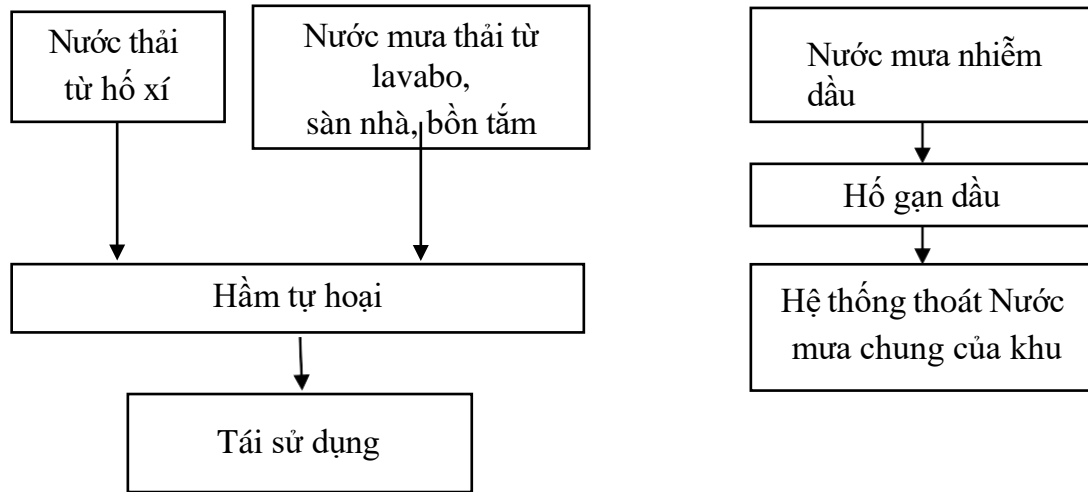 Nước thải
từ hố xí
Nước mưa thải từ
lavabo,
sàn nhà, bồn tắm
Hầm tự hoại
Tái sử dụng
Nước mưa nhiễm
dầu
Hố gạn dầu
Hệ thống thoát Nước
mưa chung của khu